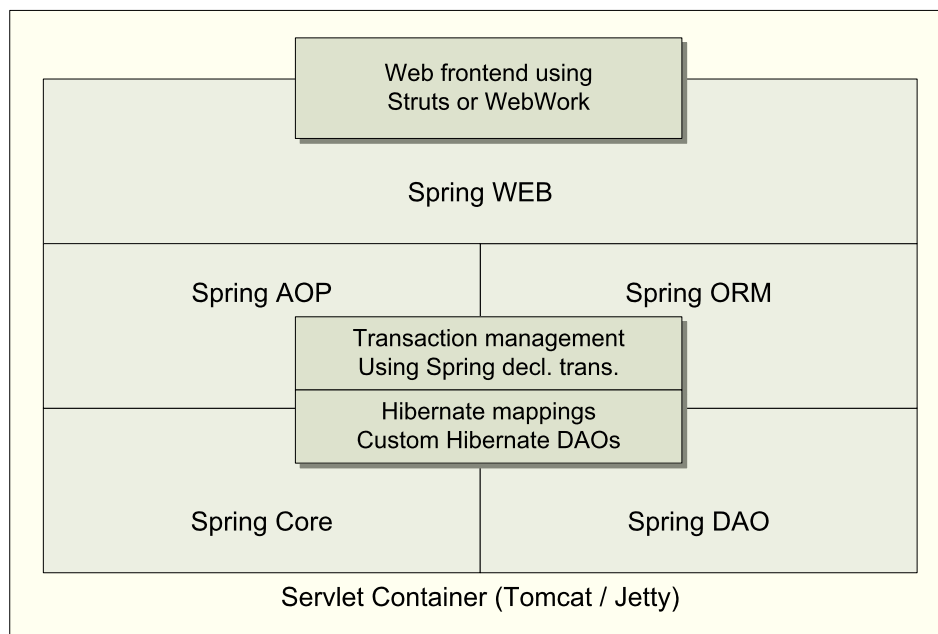 Web frontend using
Struts or WebWork
Spring WEB
Spring AOP
Spring ORM
Transaction management
Using Spring decl. trans.
Hibernate mappings
Custom Hibernate DAOs
Spring Core
Spring DAO
Servlet Container (Tomcat / Jetty)